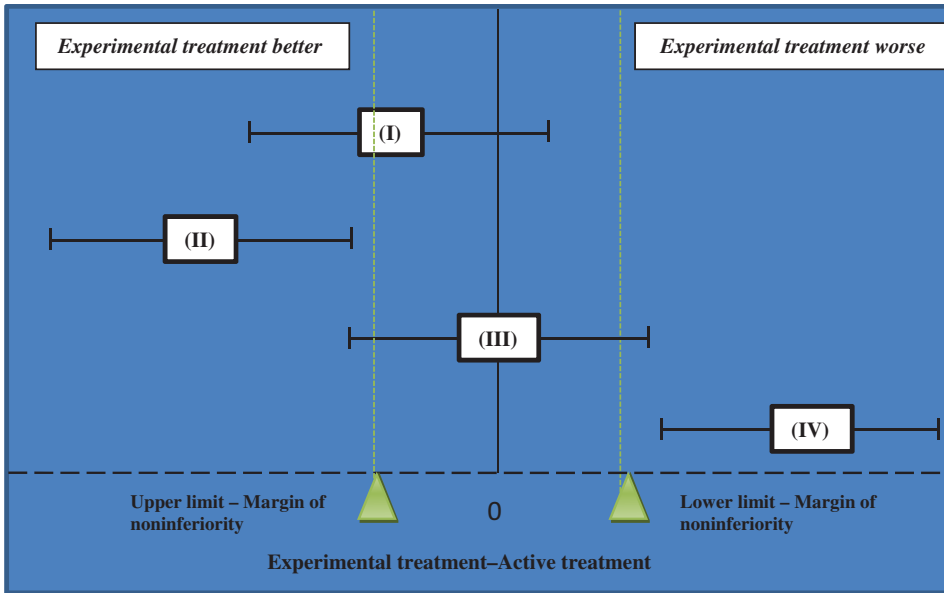 Experimental treatment better
Experimental treatment worse
(I)
(II)
(III)
(IV)
Upper limit – Margin of
noninferiority
0
Lower limit – Margin of
noninferiority
Experimental treatment–Active treatment